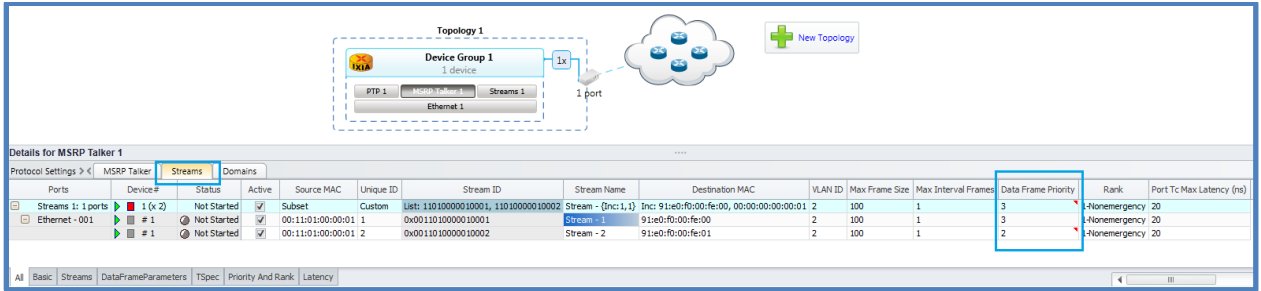 Topology 1
IXIA
Device Group 1
1 device
1x
PTP 1 MSRP Talker 1 Streams 1
Ethernet 1
1 port
New Topology
Details for MSRP Talker 1
Protocol Settings MSRP Talker Streams Domains
Ports Device# Status Active Source MAC Unique ID Stream ID Stream Name Destination MAC VLAN ID Max Frame Size Max Interval Frames Data Frame Priority Rank Port Tc Max Latency (ns)
Streams 1: 1 ports 1 (x 2) Not Started Subset Custom List: 11010000010001, 11010000010002 Stream - {Inc:1,1} Inc: 91:e0:f0:00:fe:00, 00:00:00:00:00:01 2 100 1 3 1-Nonemergency 20
Ethernet - 001 # 1 Not Started 00:11:01:00:00:01 1 0x0011010000010001 Stream - 1 91:e0:f0:00:fe:00 2 100 1 3 1-Nonemergency 20
# 1 Not Started 00:11:01:00:00:01 2 0x0011010000010002 Stream - 2 91:e0:f0:00:fe:01 2 100 1 2 1-Nonemergency 20
All Basic Streams DataFrameParameters TSpec Priority And Rank Latency